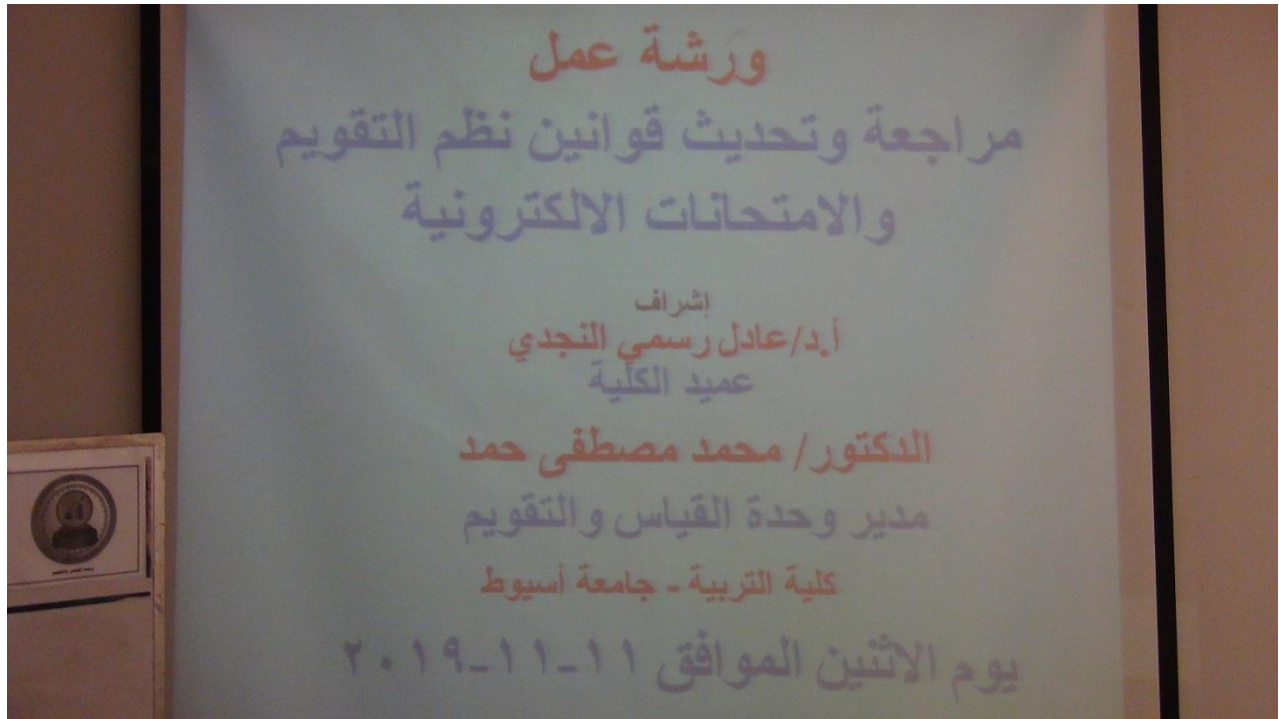 ورشة عمل
مراجعة وتحديث قوانين نظم التقويم
والامتحانات الالكترونية
إشراف
أ.د/عادل رسمي النجدي
عميد الكلية
الدكتور/ محمد مصطفى حمد
مدير وحدة القياس والتقويم
كلية التربية - جامعة أسيوط
يوم الاثنين الموافق ١١-١١-٢٠١٩